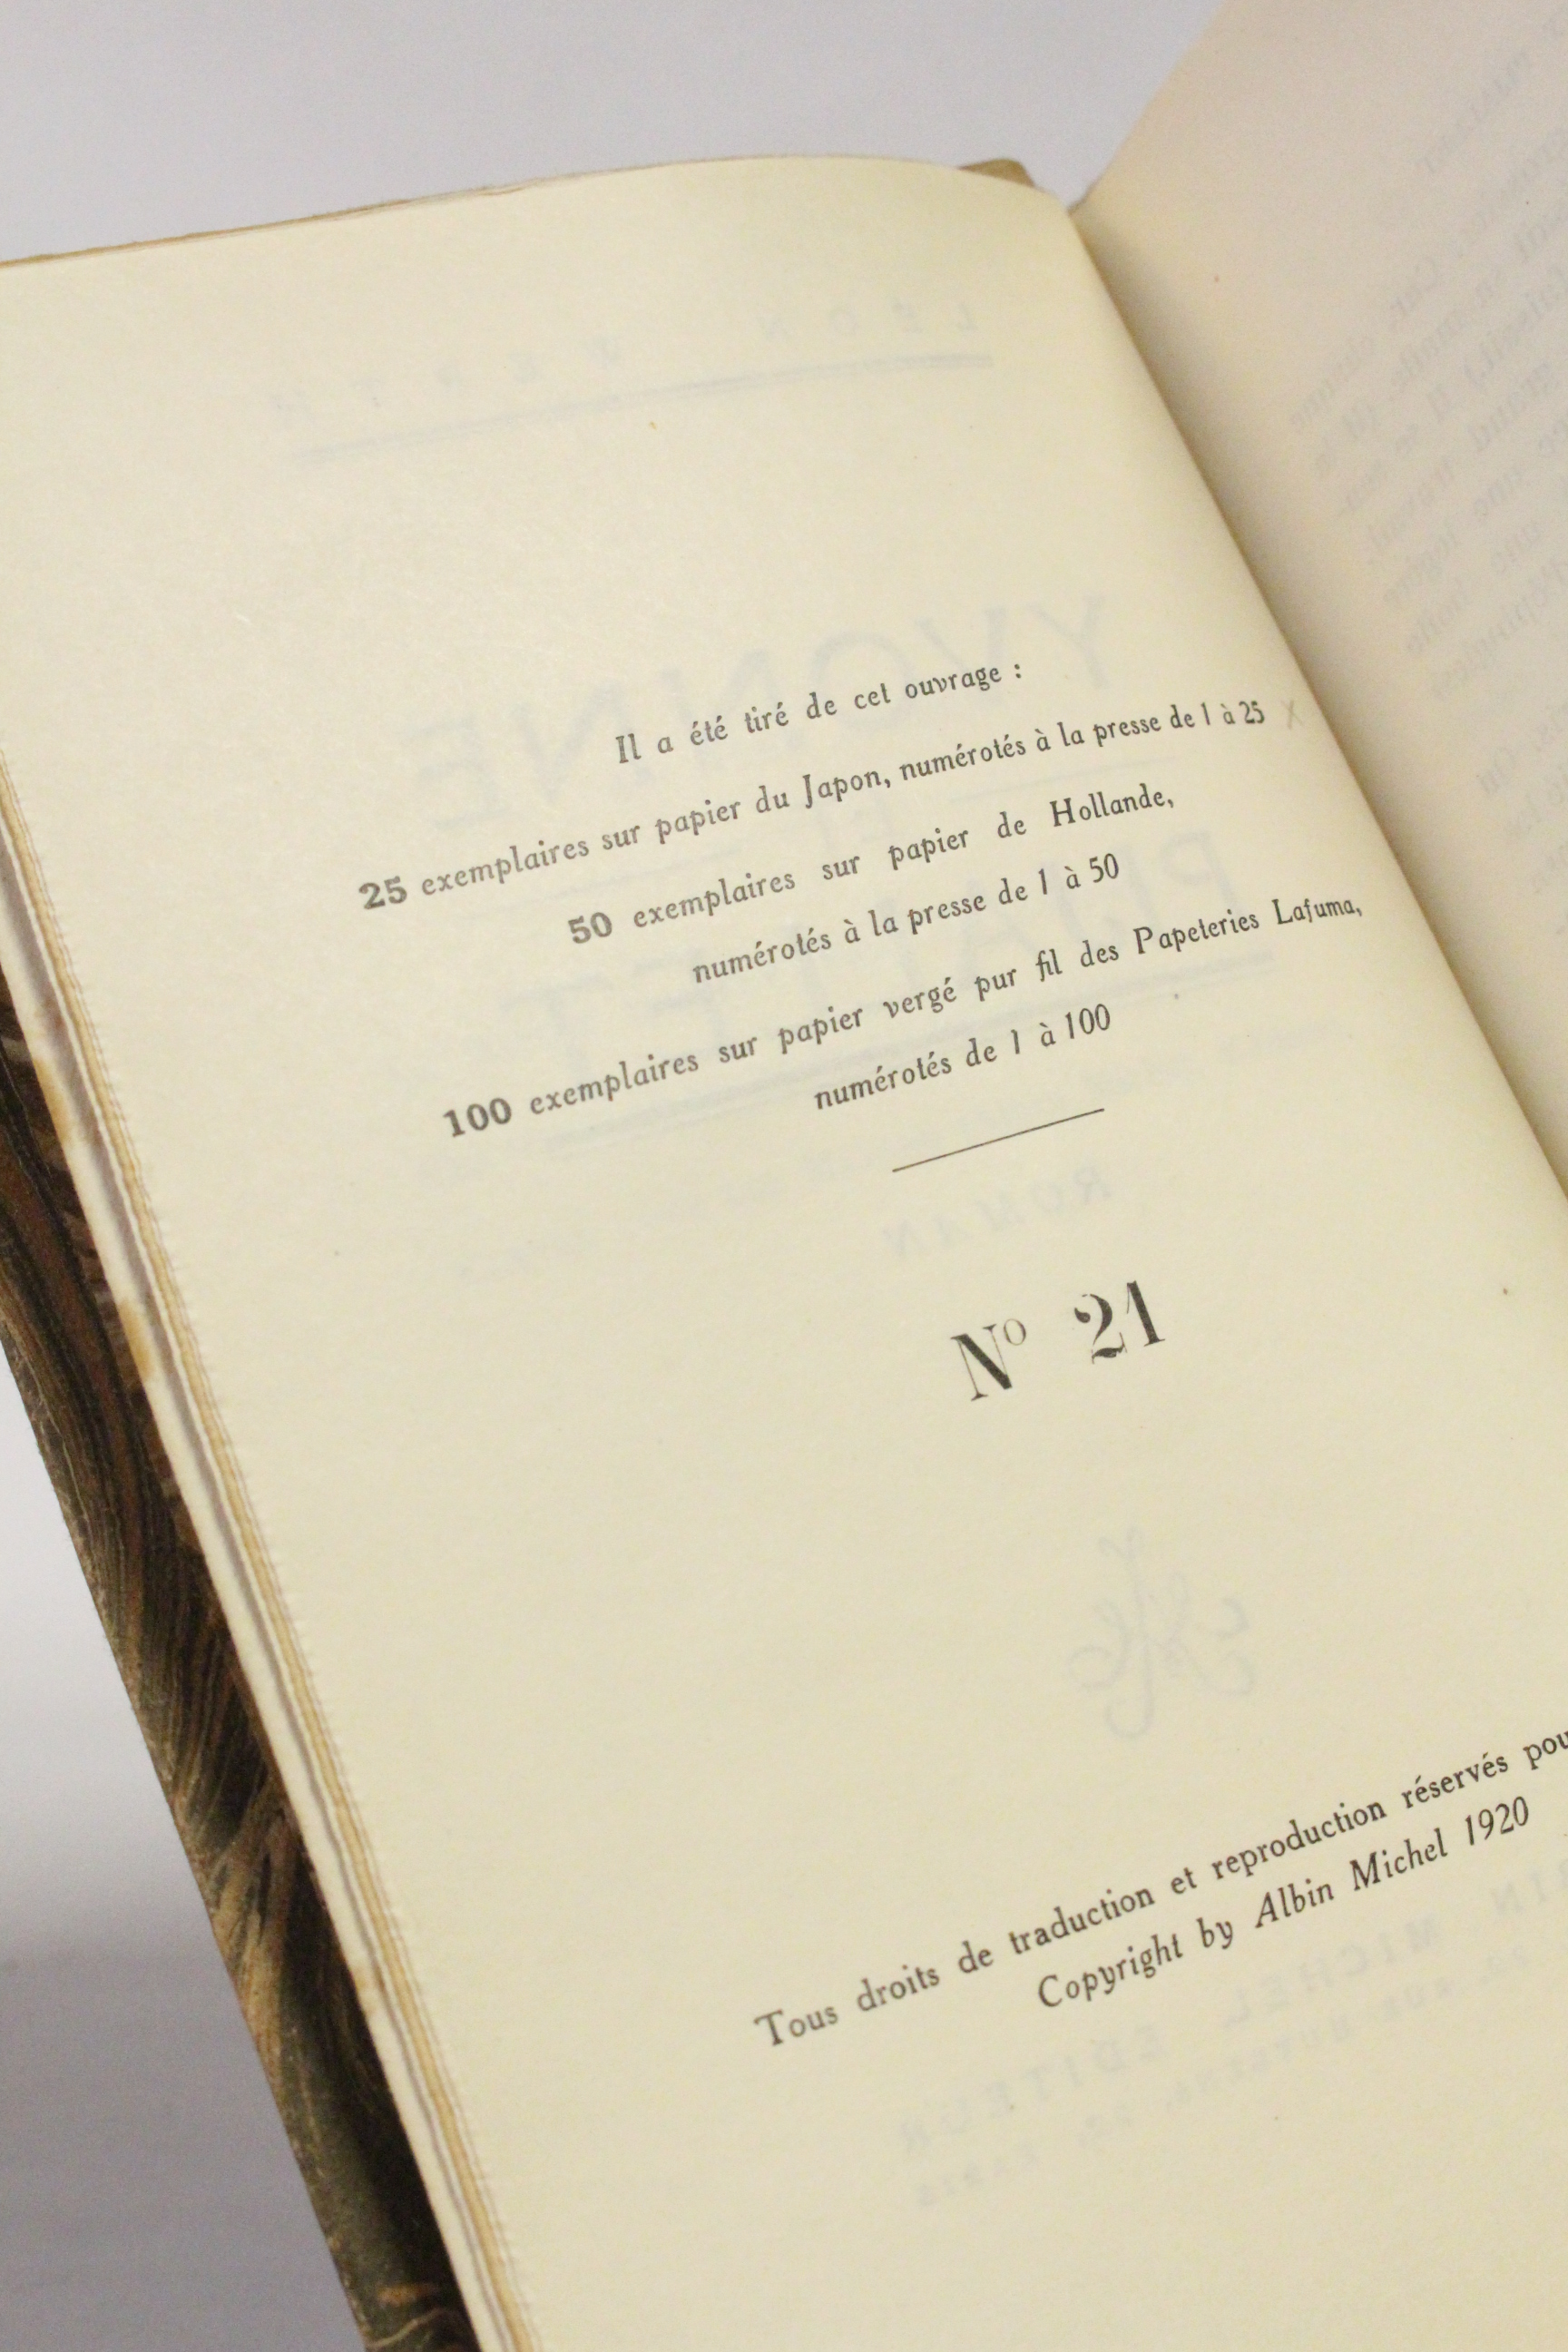 Il a été tiré de cet ouvrage :
25 exemplaires sur papier du Japon, numérotés à la presse de 1 à 25
50 exemplaires sur papier de Hollande,
numérotés à la presse de 1 à 50
100 exemplaires sur papier vergé pur fil des Papeteries Lafuma,
numérotés de 1 à 100
Nº 21
Tous droits de traduction et reproduction réservés
Copyright by Albin Michel 1920